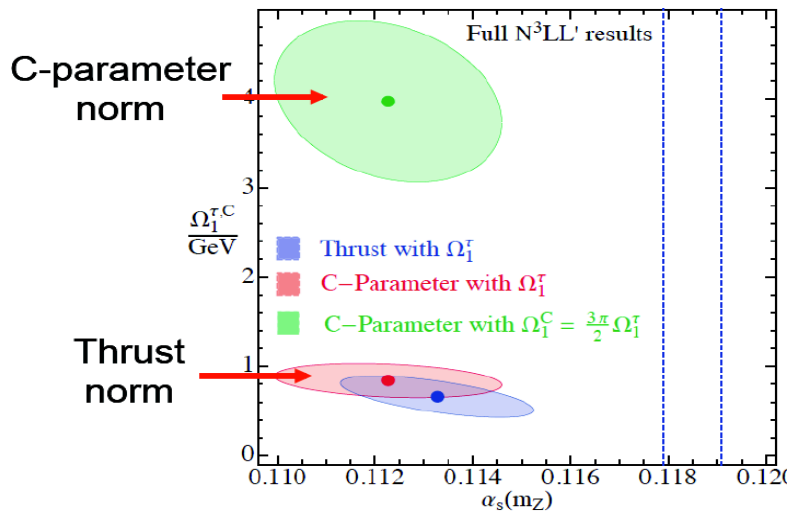 Full N³LL' results
C-parameter
norm
4
3
Ω₁^{τ,C}
GeV
Thrust with Ω₁^τ
2
C−Parameter with Ω₁^τ
C−Parameter with Ω₁^C = 3π/2 Ω₁^τ
Thrust
norm
1
0
0.110 0.112 0.114 0.116 0.118 0.120
αₛ(m_Z)